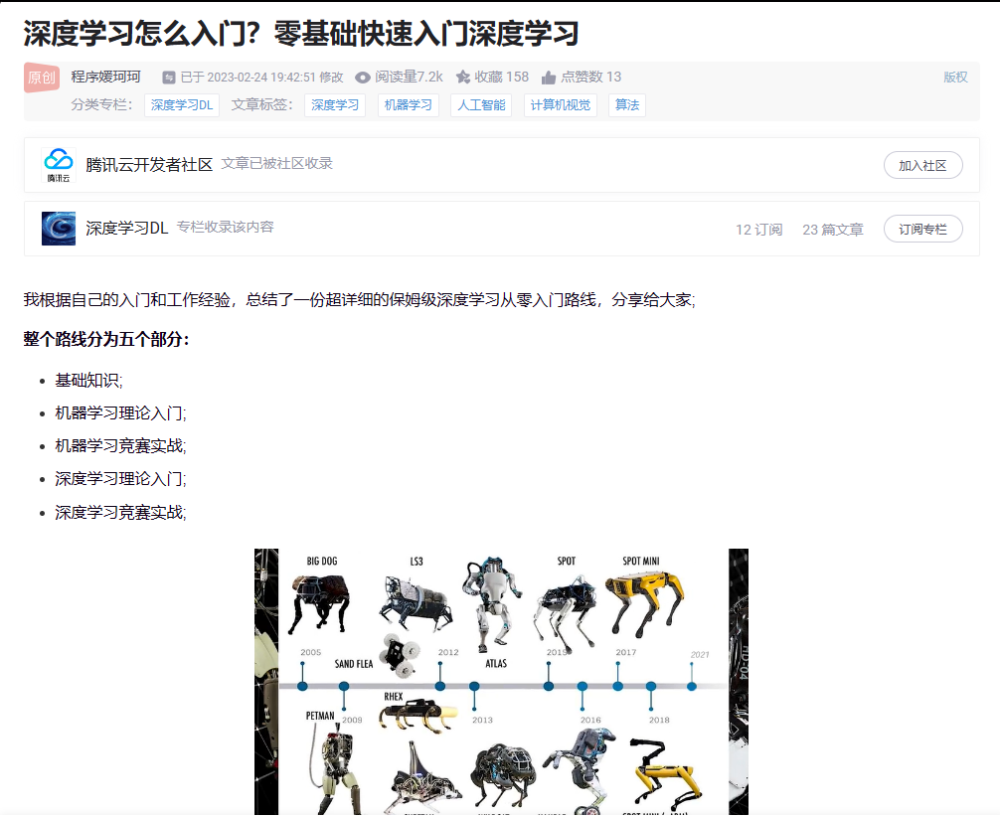 深度学习怎么入门？零基础快速入门深度学习
原创 程序媛珂珂 已于 2023-02-24 19:42:51 修改 阅读量7.2k 收藏 158 点赞数 13 版权
分类专栏： 深度学习DL 文章标签： 深度学习 机器学习 人工智能 计算机视觉 算法
腾讯云 腾讯云开发者社区 文章已被社区收录 加入社区
深度学习DL 专栏收录该内容 12 订阅 23 篇文章 订阅专栏
我根据自己的入门和工作经验，总结了一份超详细的保姆级深度学习从零入门路线，分享给大家;
整个路线分为五个部分：
基础知识;
机器学习理论入门;
机器学习竞赛实战;
深度学习理论入门;
深度学习竞赛实战;
BIG DOG LS3 SPOT SPOT MINI
2005 2012 2015 2017 2021
SAND FLEA ATLAS
RHEX
PETMAN 2009 2013 2016 2018